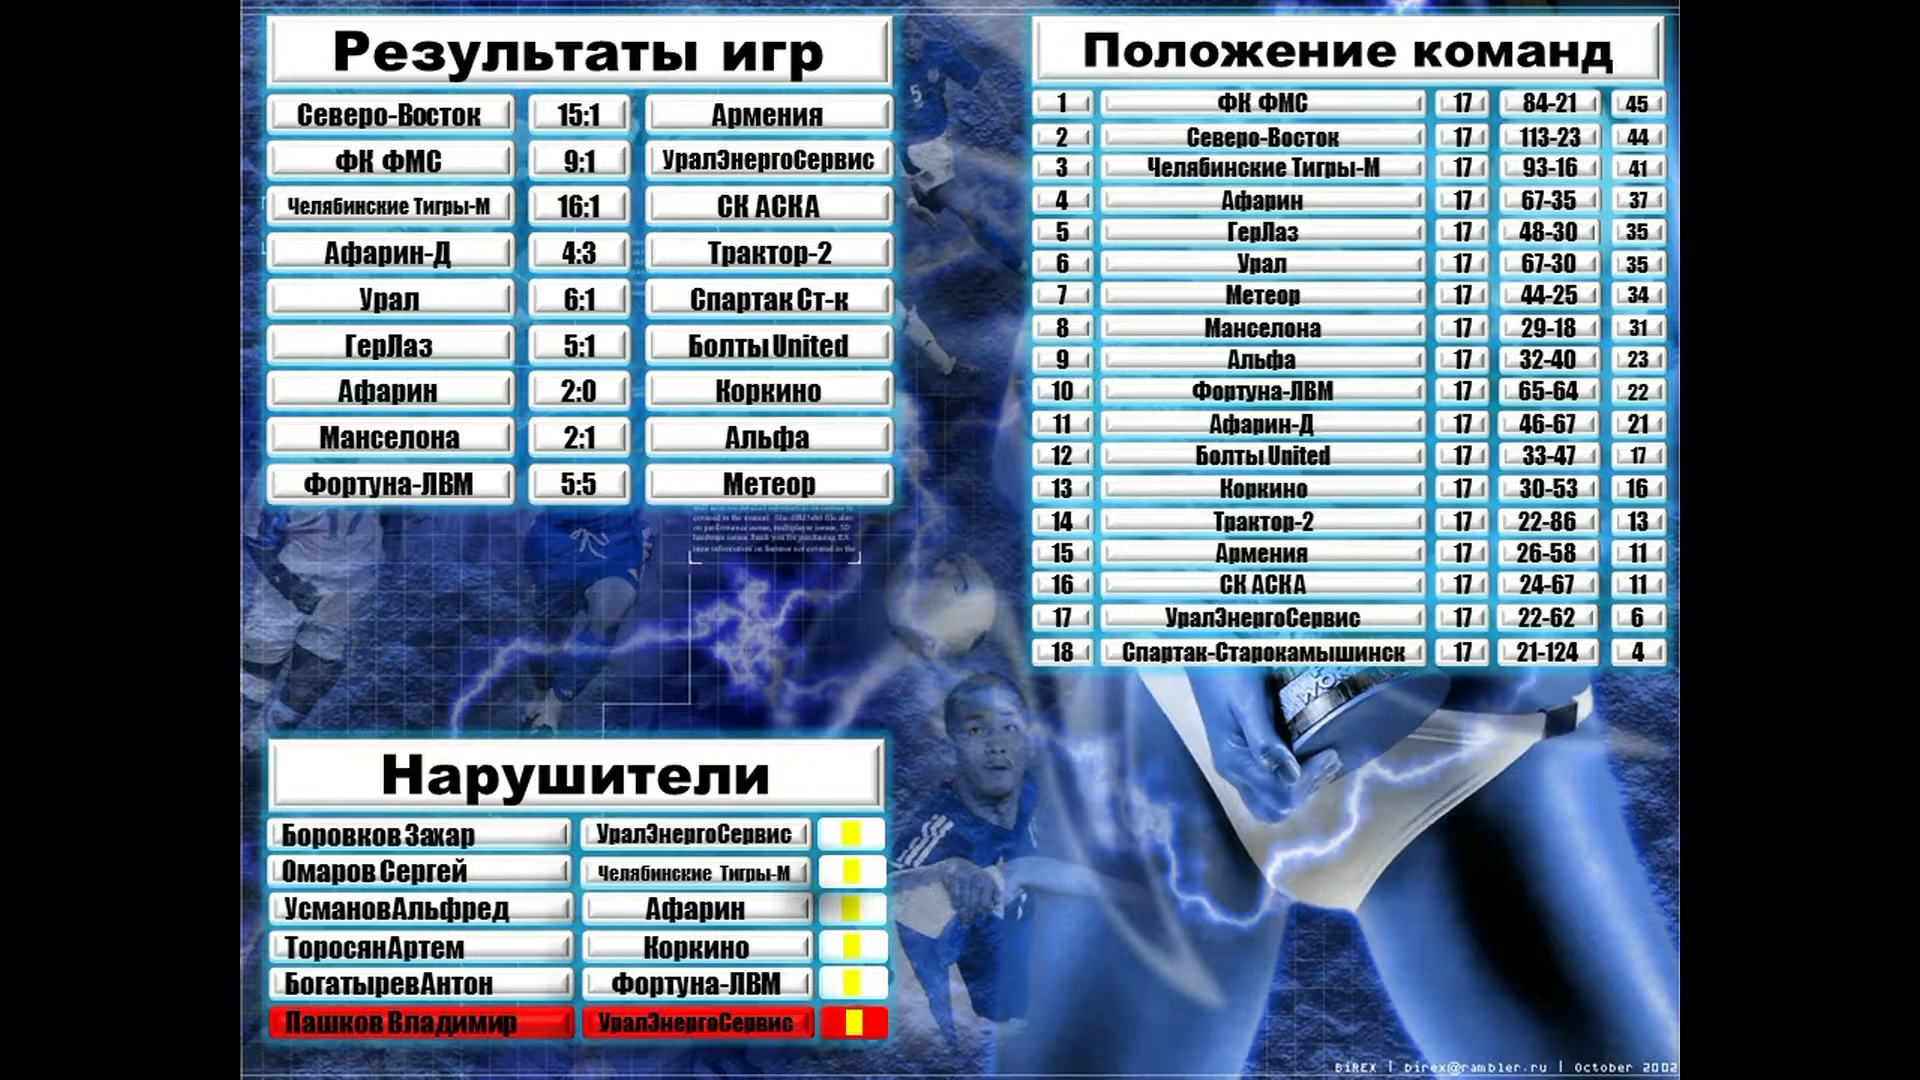 Результаты игр
Северо-Восток 15:1 Армения
ФК ФМС 9:1 УралЭнергоСервис
Челябинские Тигры-М 16:1 СК АСКА
Афарин-Д 4:3 Трактор-2
Урал 6:1 Спартак Ст-к
ГерЛаз 5:1 Болты United
Афарин 2:0 Коркино
Манселона 2:1 Альфа
Фортуна-ЛВМ 5:5 Метеор
Положение команд
1 ФК ФМС 17 84-21 45
2 Северо-Восток 17 113-23 44
3 Челябинские Тигры-М 17 93-16 41
4 Афарин 17 67-35 37
5 ГерЛаз 17 48-30 35
6 Урал 17 67-30 35
7 Метеор 17 44-25 34
8 Манселона 17 29-18 31
9 Альфа 17 32-40 23
10 Фортуна-ЛВМ 17 65-64 22
11 Афарин-Д 17 46-67 21
12 Болты United 17 33-47 17
13 Коркино 17 30-53 16
14 Трактор-2 17 22-86 13
15 Армения 17 26-58 11
16 СК АСКА 17 24-67 11
17 УралЭнергоСервис 17 22-62 6
18 Спартак-Старокамышинск 17 21-124 4
Нарушители
Боровков Захар УралЭнергоСервис
Омаров Сергей Челябинские Тигры-М
Усманов Альфред Афарин
Торосян Артем Коркино
Богатырев Антон Фортуна-ЛВМ
Пашков Владимир УралЭнергоСервис
BiREX | birex@rambler.ru | October 2002